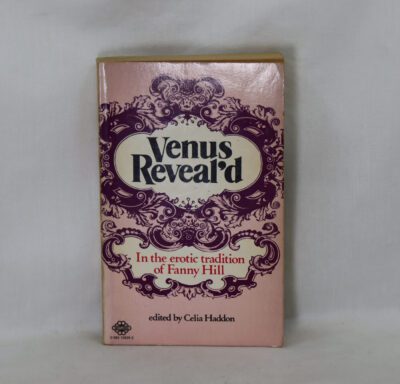 Venus
Reveal'd
In the erotic tradition
of Fanny Hill
edited by Celia Haddon